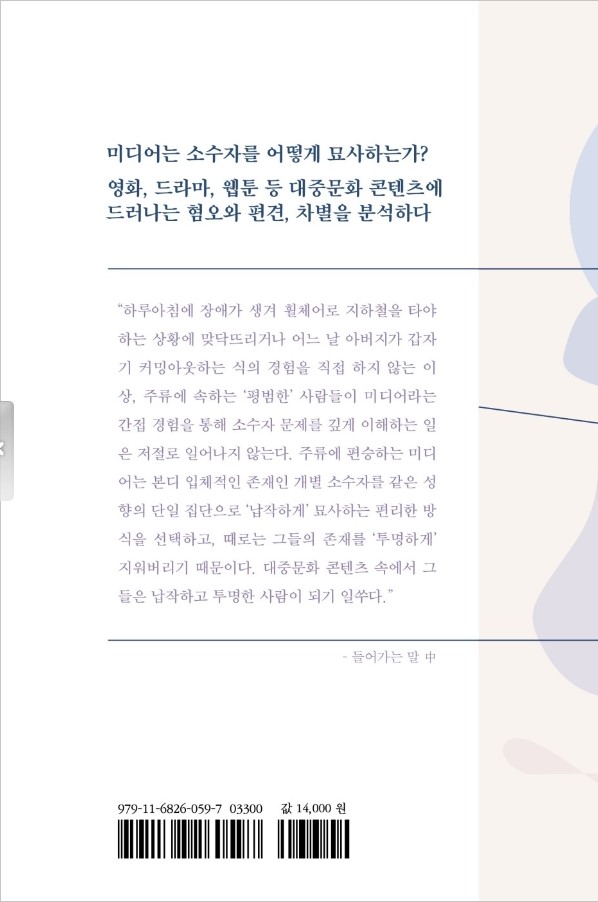 미디어는 소수자를 어떻게 묘사하는가?
영화, 드라마, 웹툰 등 대중문화 콘텐츠에
드러나는 혐오와 편견, 차별을 분석하다
“하루아침에 장애가 생겨 휠체어로 지하철을 타야
하는 상황에 맞닥뜨리거나 어느 날 아버지가 갑자
기 커밍아웃하는 식의 경험을 직접 하지 않는 이
상, 주류에 속하는 ‘평범한’ 사람들이 미디어라는
간접 경험을 통해 소수자 문제를 깊게 이해하는 일
은 저절로 일어나지 않는다. 주류에 편승하는 미디
어는 본디 입체적인 존재인 개별 소수자를 같은 성
향의 단일 집단으로 ‘납작하게’ 묘사하는 편리한 방
식을 선택하고, 때로는 그들의 존재를 ‘투명하게’
지워버리기 때문이다. 대중문화 콘텐츠 속에서 그
들은 납작하고 투명한 사람이 되기 일쑤다.”
- 들어가는 말 中
979-11-6826-059-7 03300 값 14,000 원